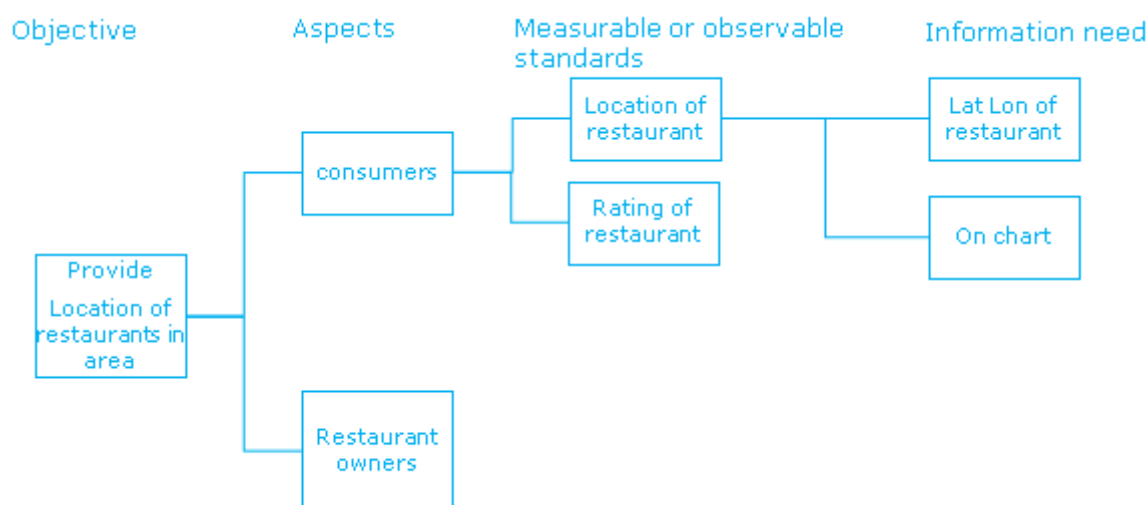 Objective
Aspects
Measurable or observable
standards
Information need
Location of
restaurant
Lat Lon of
restaurant
consumers
Rating of
restaurant
On chart
Provide
Location of
restaurants in
area
Restaurant
owners